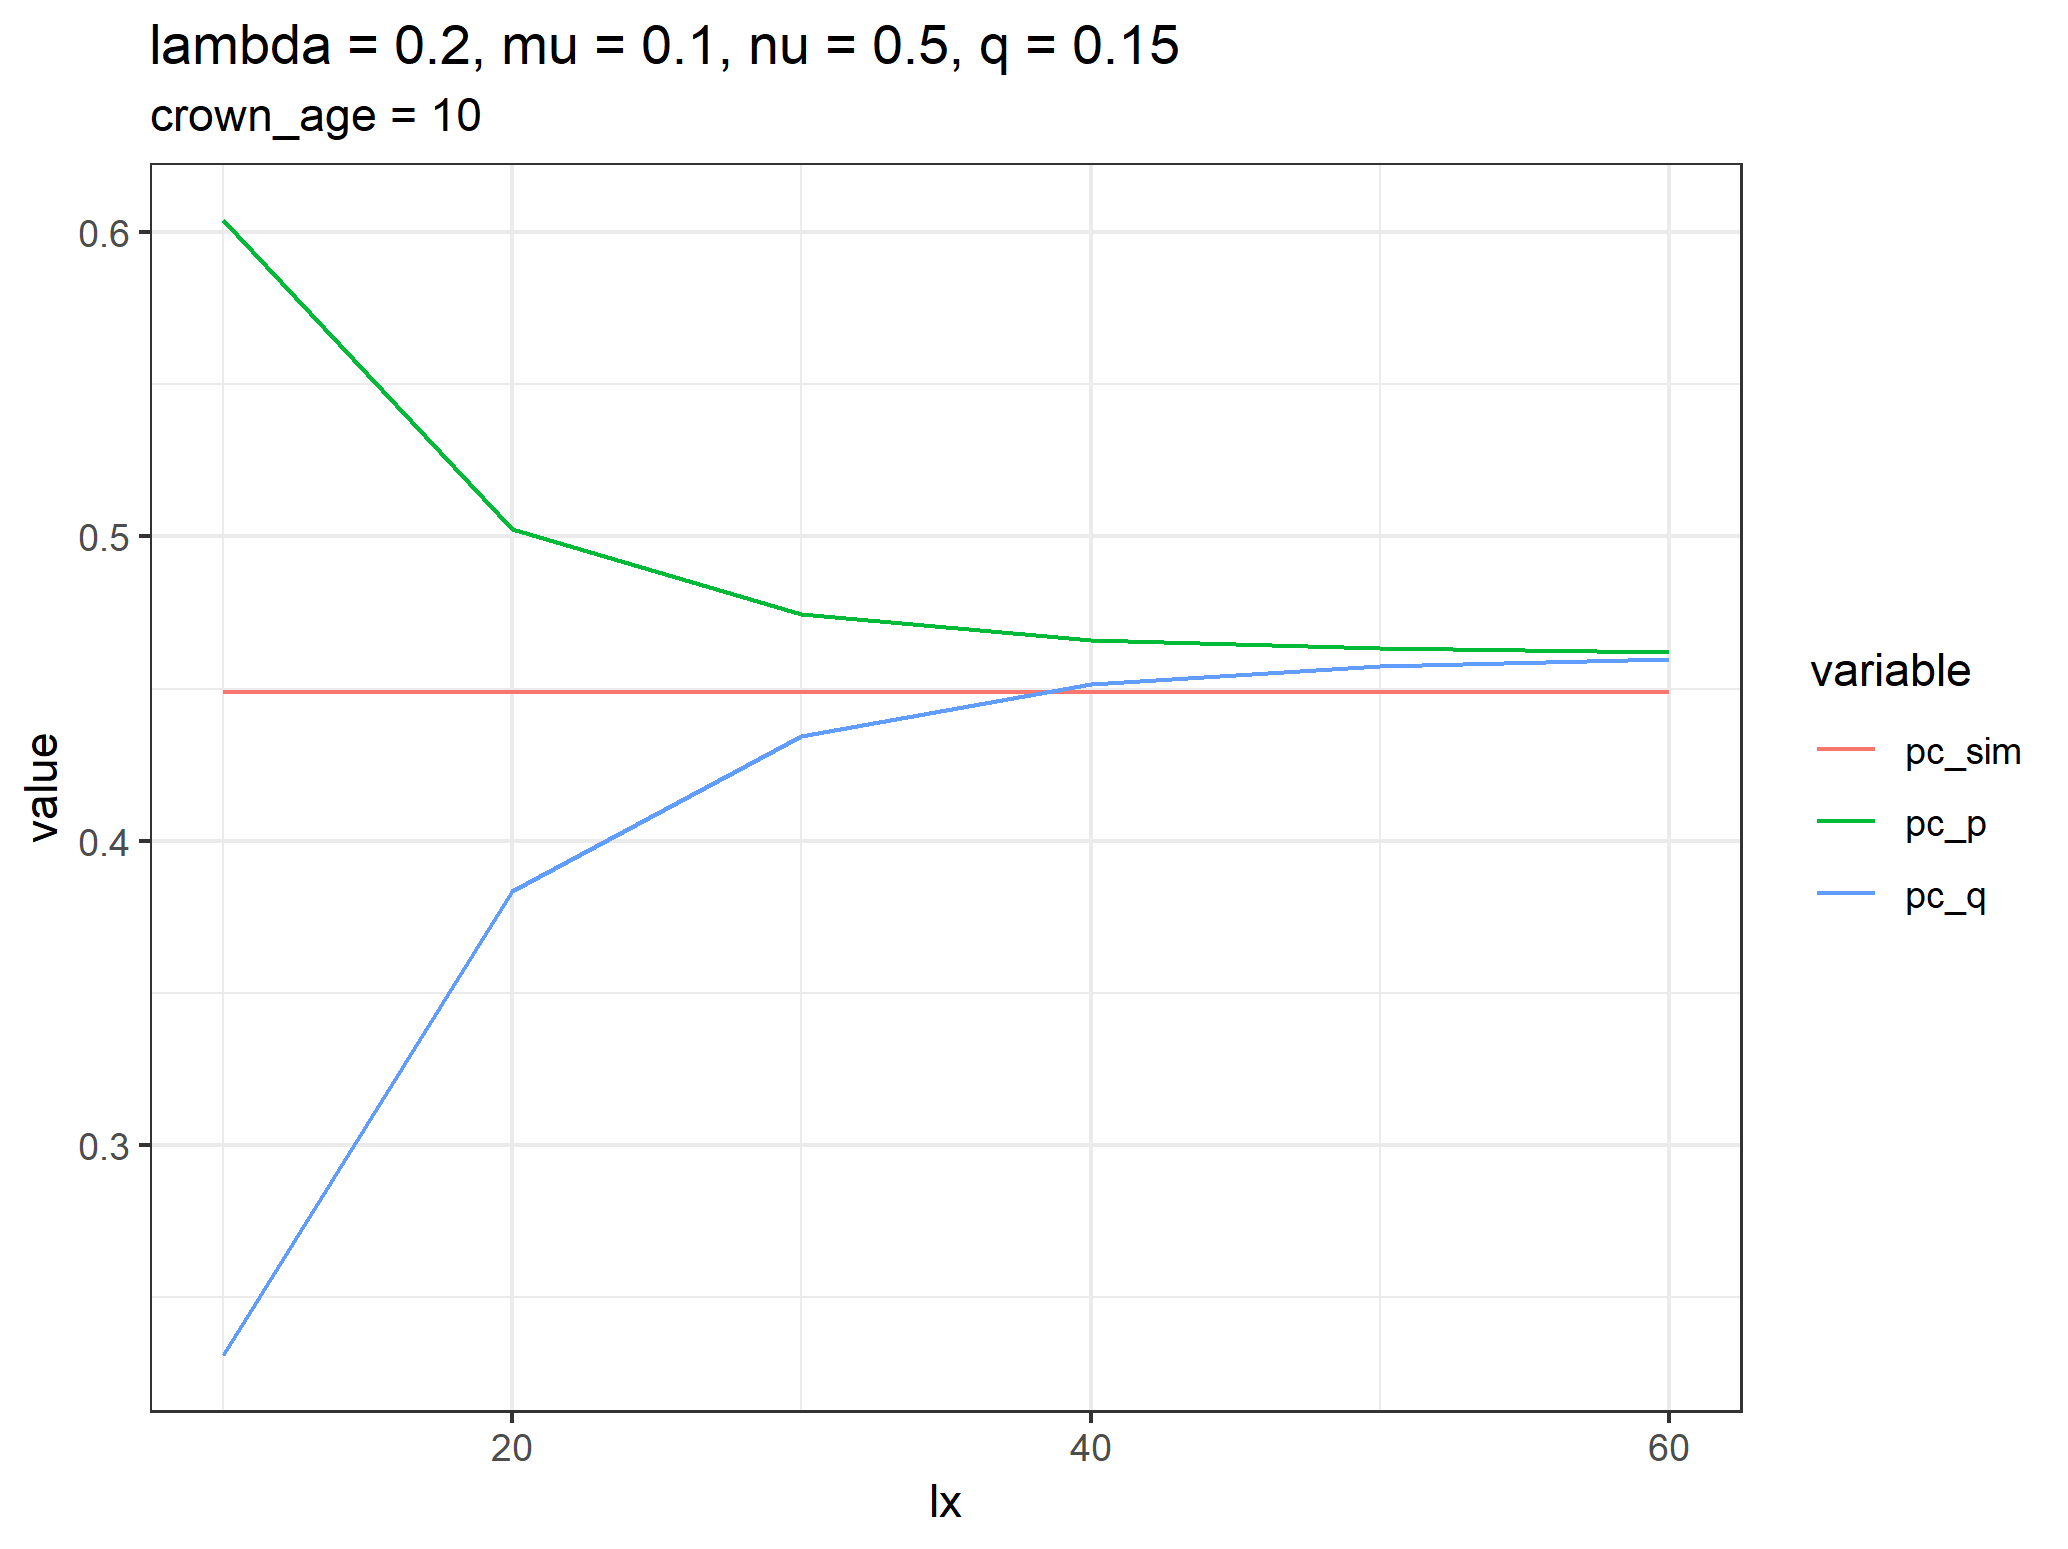 lambda = 0.2, mu = 0.1, nu = 0.5, q = 0.15
crown_age = 10
0.6
0.5
0.4
0.3
value
20 40 60
lx
variable
pc_sim
pc_p
pc_q